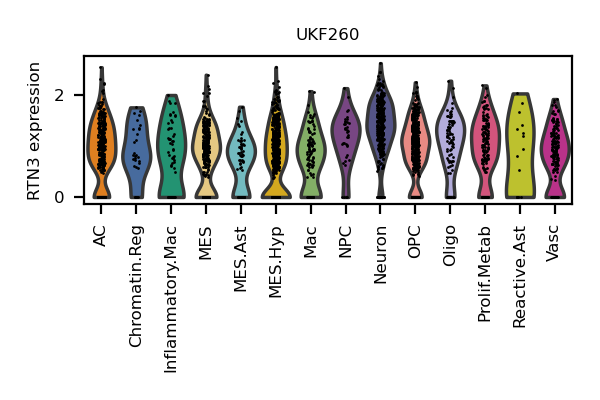 UKF260
RTN3 expression
2
0
AC
Chromatin.Reg
Inflammatory.Mac
MES
MES.Ast
MES.Hyp
Mac
NPC
Neuron
OPC
Oligo
Prolif.Metab
Reactive.Ast
Vasc